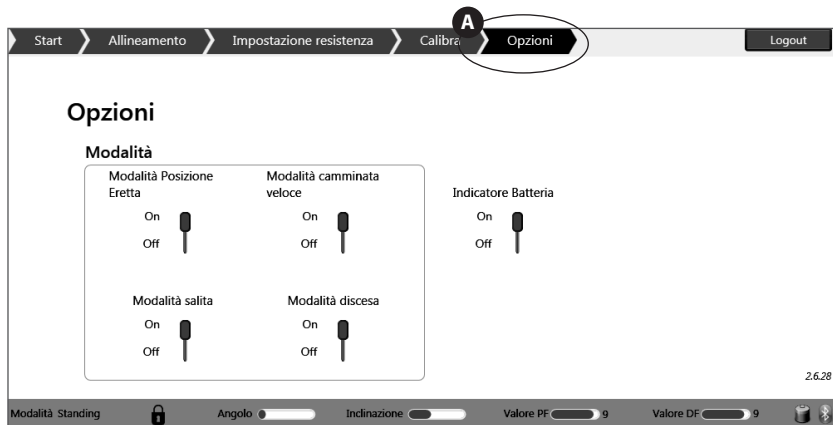 A
Start Allineamento Impostazione resistenza Calibra Opzioni Logout
Opzioni
Modalità
Modalità Posizione Eretta
On
Off
Modalità camminata veloce
On
Off
Indicatore Batteria
On
Off
Modalità salita
On
Off
Modalità discesa
On
Off
2.6.28
Modalità Standing Angolo Inclinazione Valore PF 9 Valore DF 9